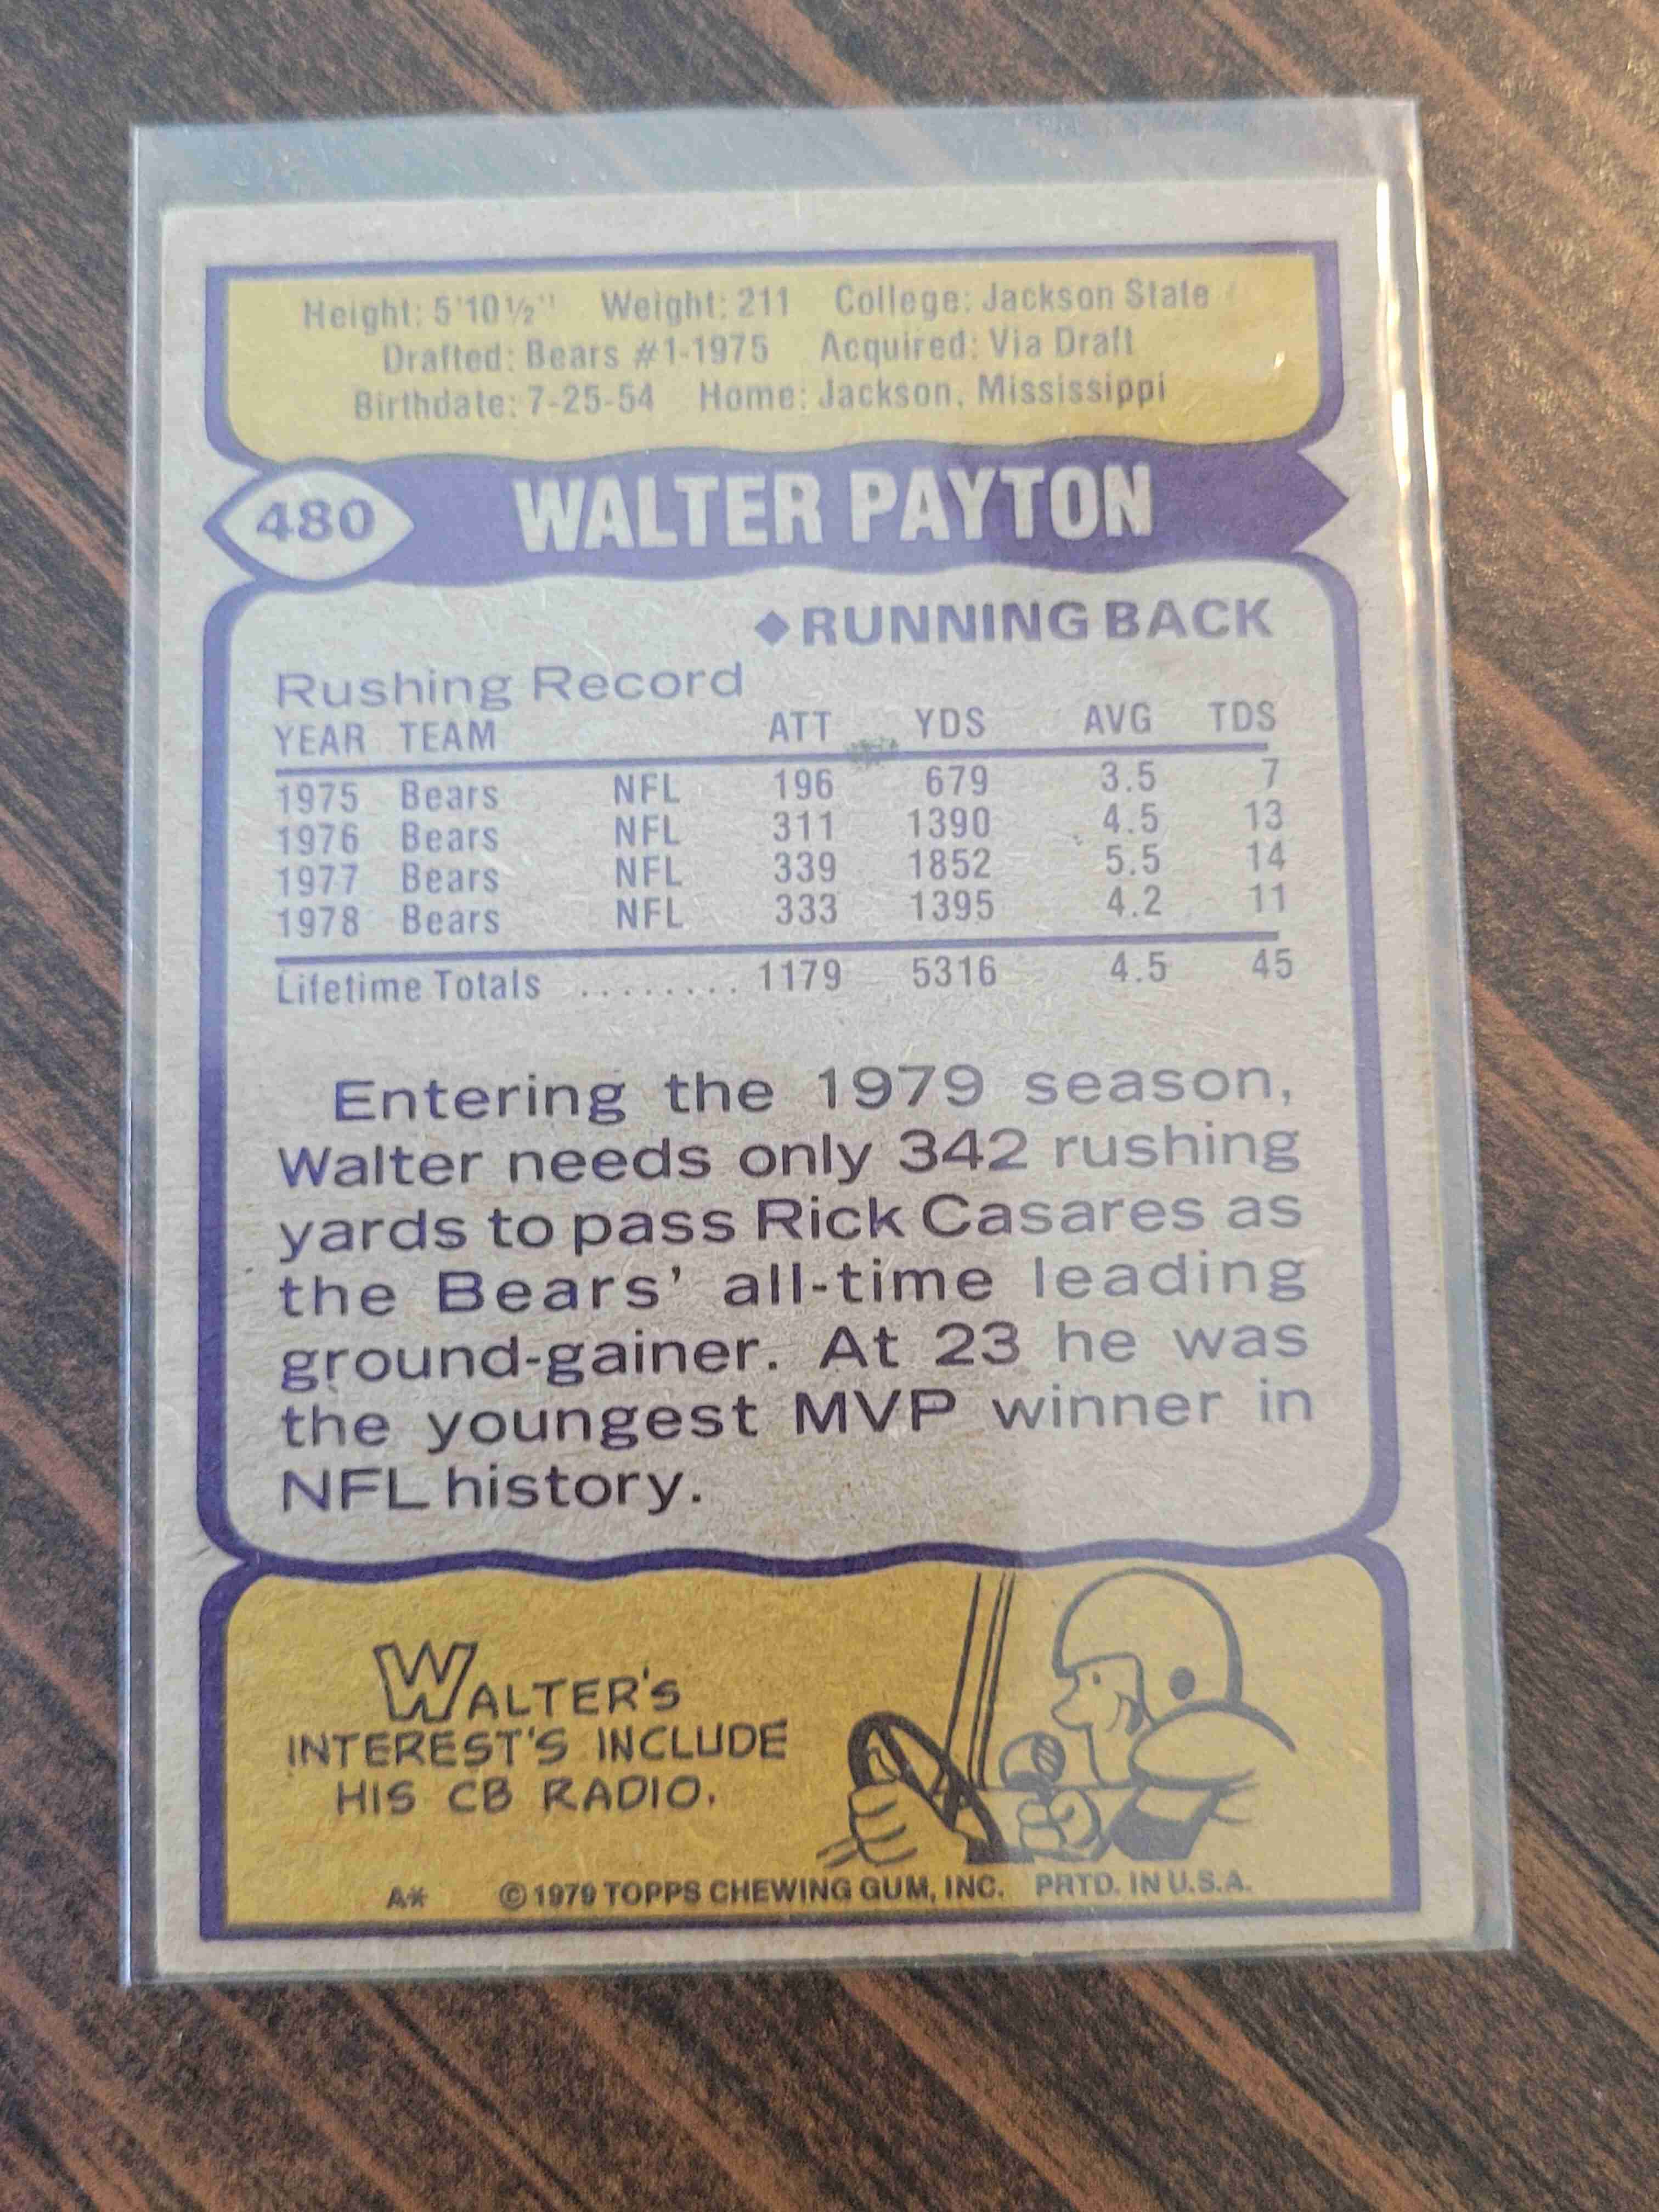 Height: 5'10½" Weight: 211 College: Jackson State
Drafted: Bears #1-1975 Acquired: Via Draft
Birthdate: 7-25-54 Home: Jackson, Mississippi
480 WALTER PAYTON
◆RUNNING BACK
Rushing Record
YEAR TEAM ATT YDS AVG TDS
1975 Bears NFL 196 679 3.5 7
1976 Bears NFL 311 1390 4.5 13
1977 Bears NFL 339 1852 5.5 14
1978 Bears NFL 333 1395 4.2 11
Lifetime Totals ........ 1179 5316 4.5 45
Entering the 1979 season,
Walter needs only 342 rushing
yards to pass Rick Casares as
the Bears' all-time leading
ground-gainer. At 23 he was
the youngest MVP winner in
NFL history.
WALTER'S
INTEREST'S INCLUDE
HIS CB RADIO.
A* © 1979 TOPPS CHEWING GUM, INC. PRTD. IN U.S.A.